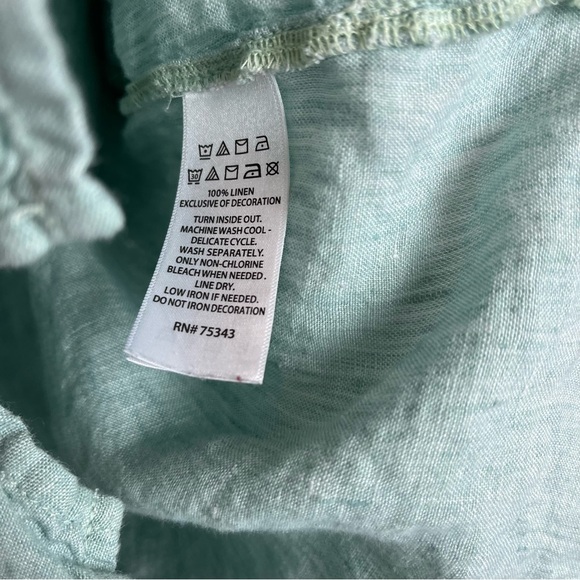 30
100% LINEN
EXCLUSIVE OF DECORATION
TURN INSIDE OUT.
MACHINE WASH COOL -
DELICATE CYCLE.
WASH SEPARATELY.
ONLY NON-CHLORINE
BLEACH WHEN NEEDED.
LINE DRY.
LOW IRON IF NEEDED.
DO NOT IRON DECORATION
RN# 75343